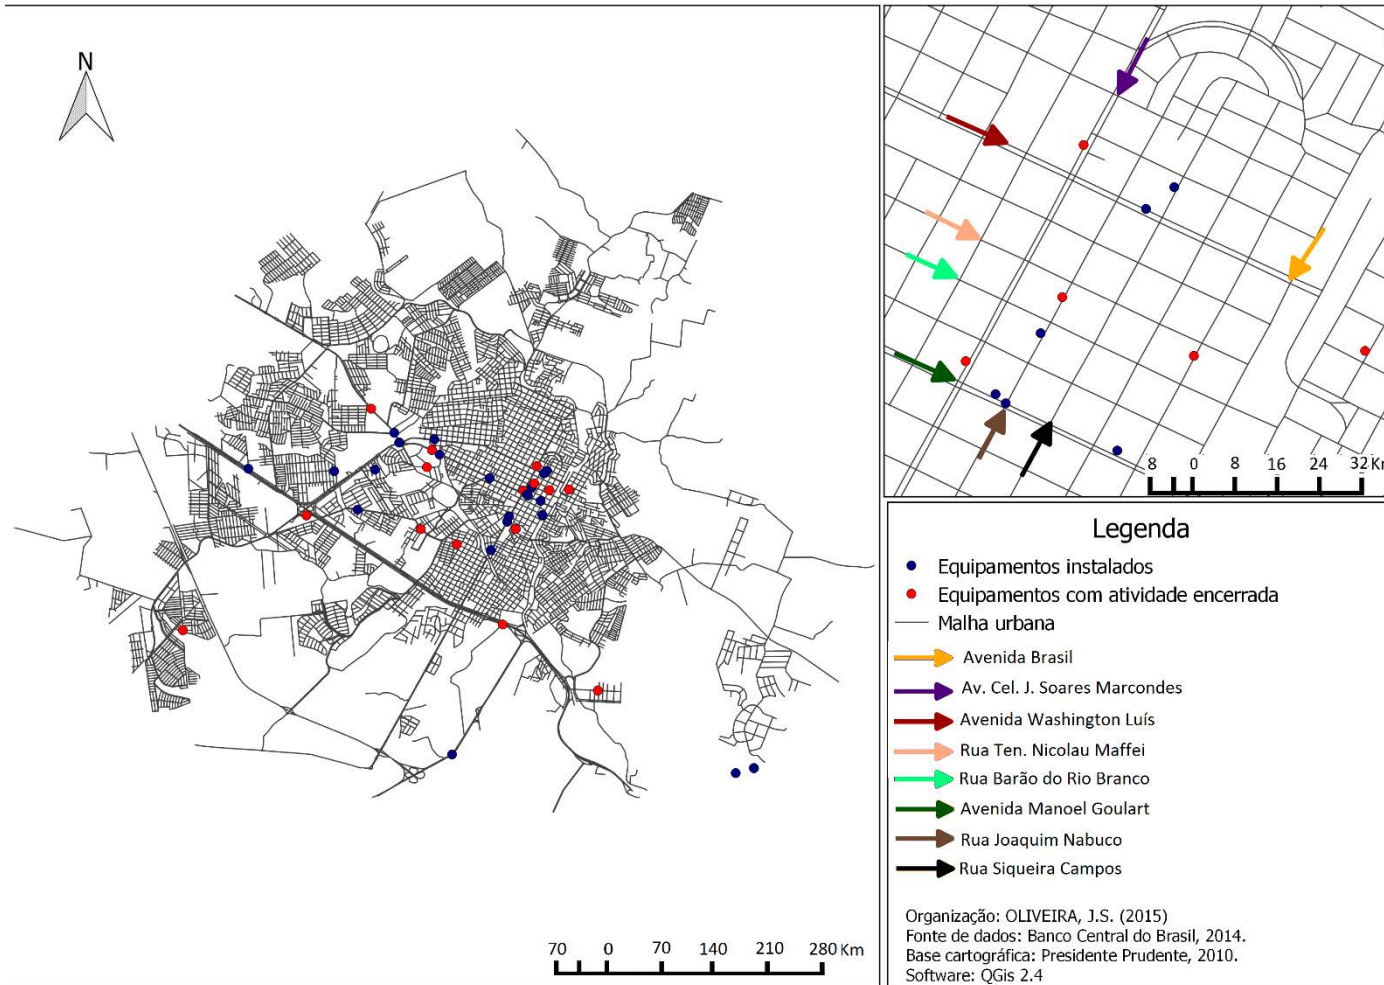 N
8 0 8 16 24 32 Km
Legenda
Equipamentos instalados
Equipamentos com atividade encerrada
Malha urbana
Avenida Brasil
Av. Cel. J. Soares Marcondes
Avenida Washington Luís
Rua Ten. Nicolau Maffei
Rua Barão do Rio Branco
Avenida Manoel Goulart
Rua Joaquim Nabuco
Rua Siqueira Campos
Organização: OLIVEIRA, J.S. (2015)
Fonte de dados: Banco Central do Brasil, 2014.
Base cartográfica: Presidente Prudente, 2010.
Software: QGis 2.4
70 0 70 140 210 280 Km